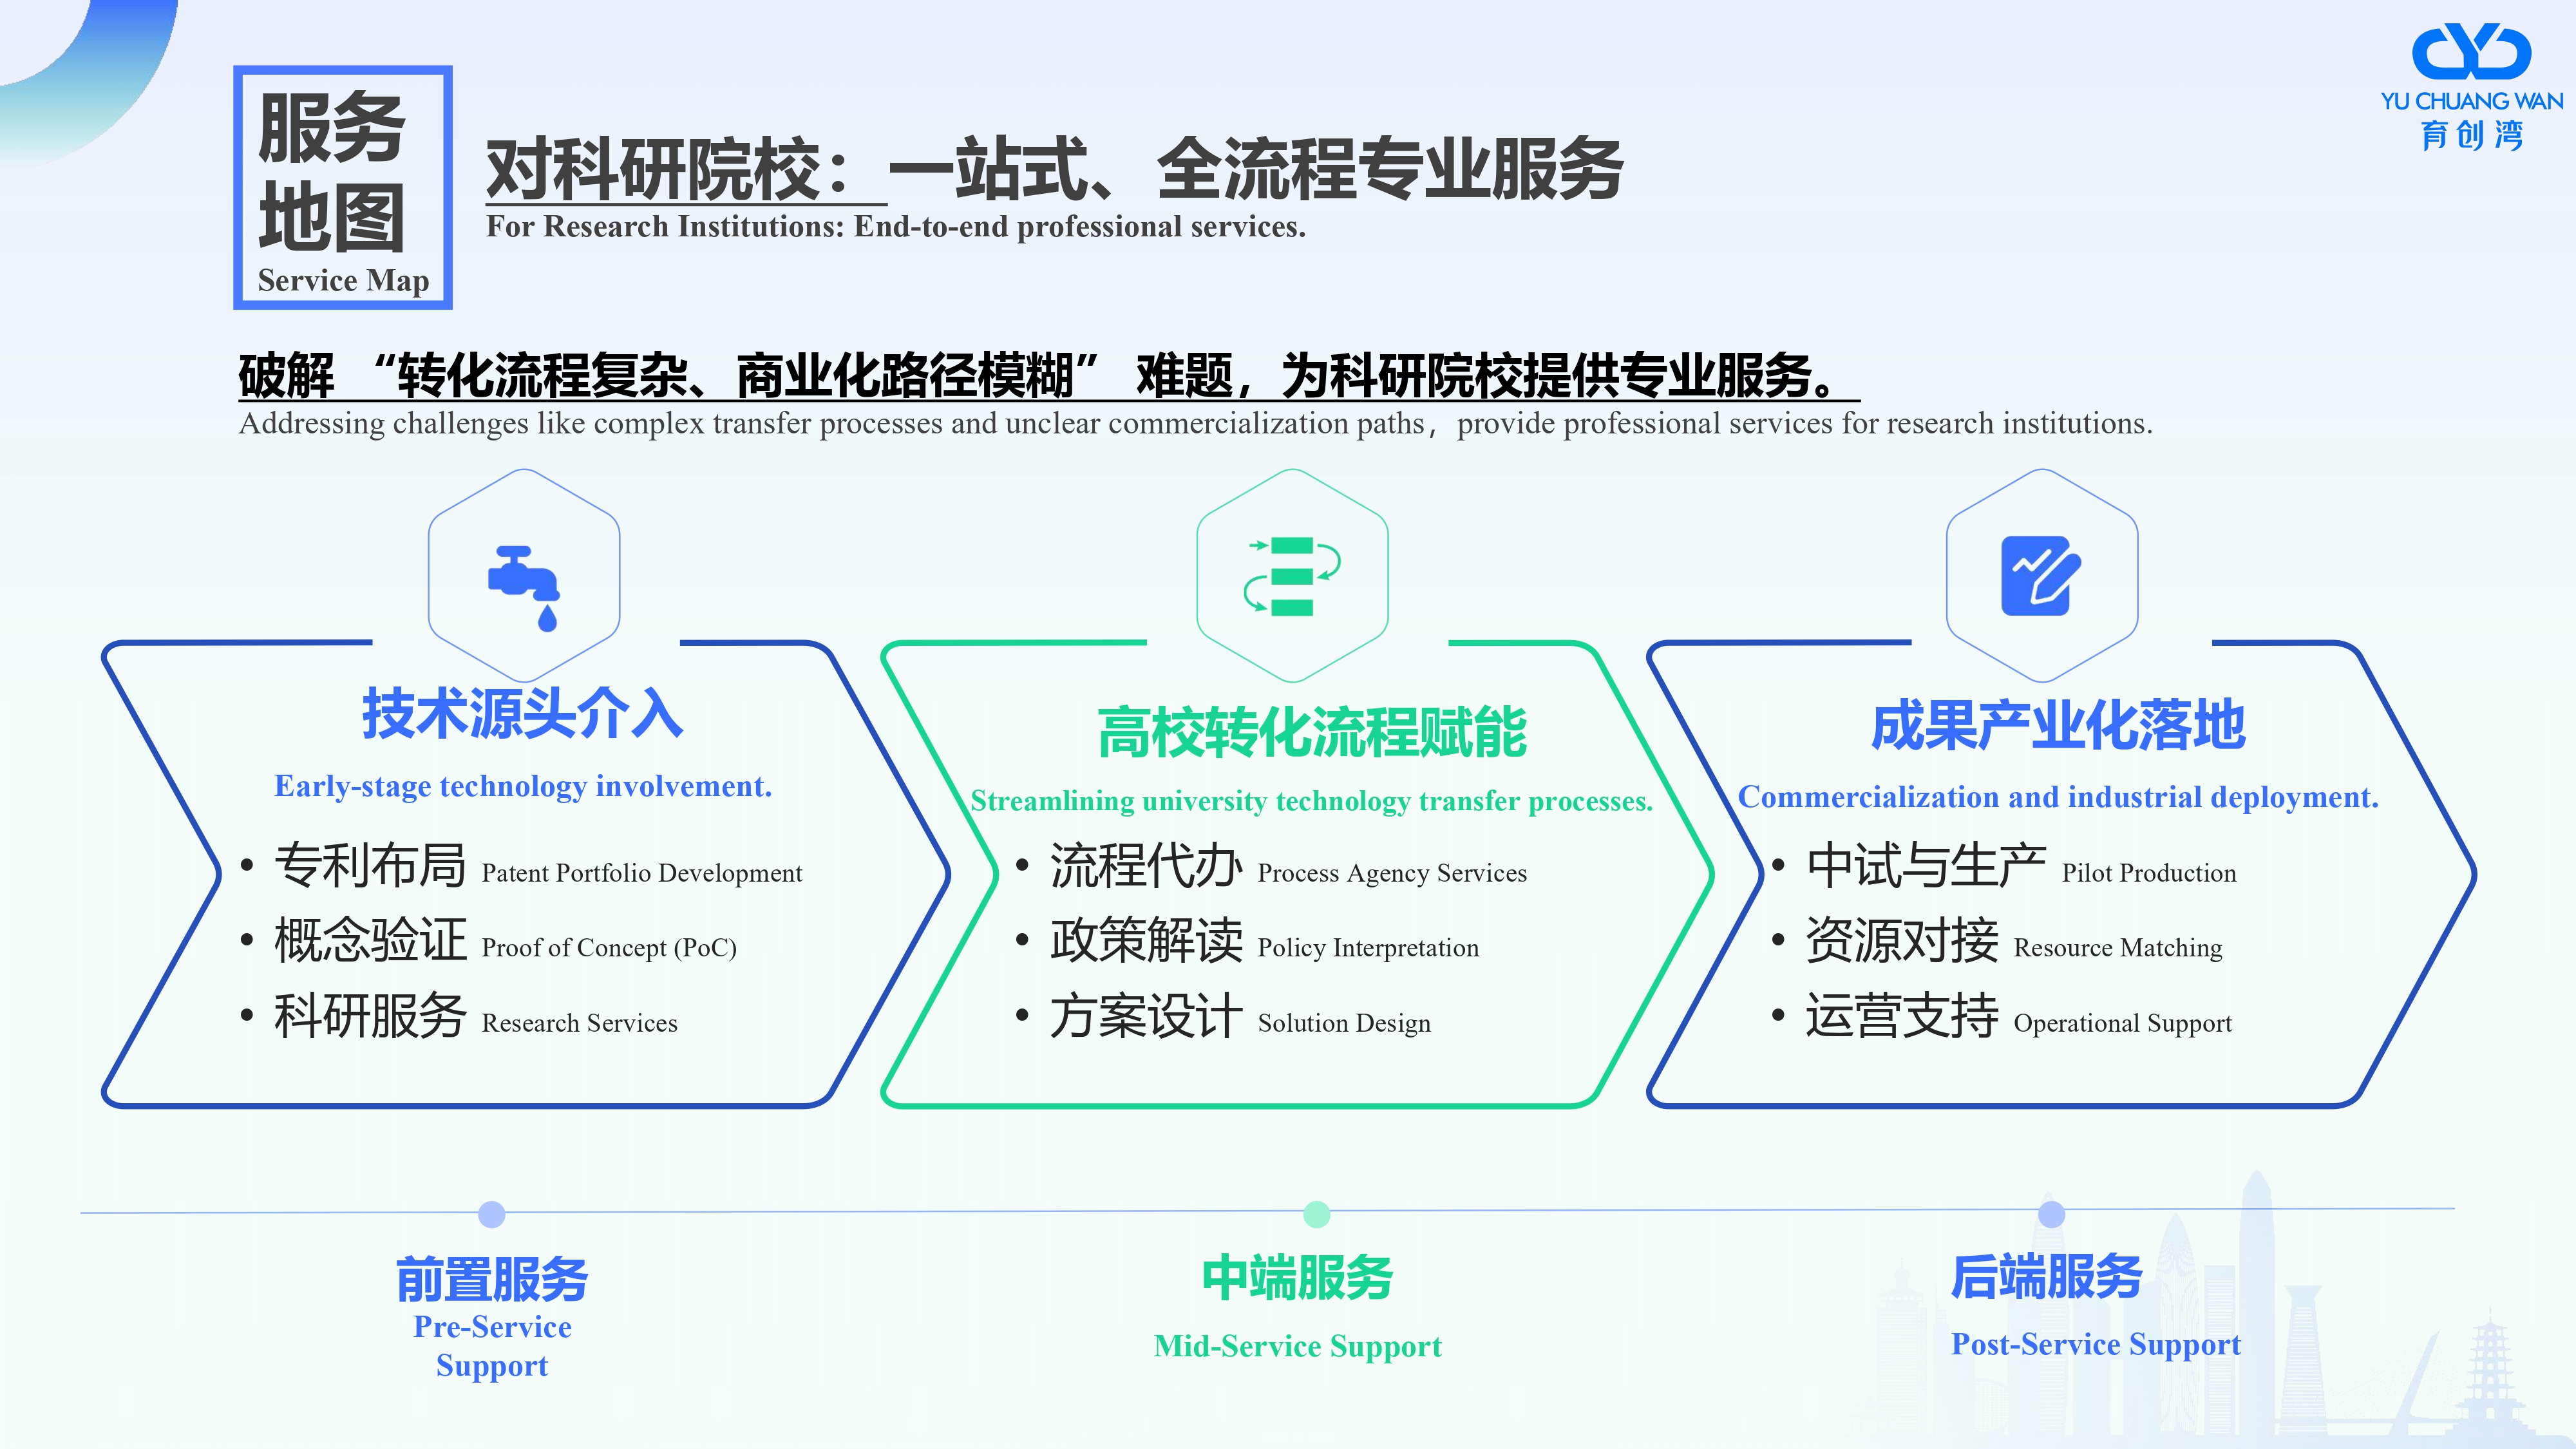 YU CHUANG WAN
育创湾
服务
地图
Service Map
对科研院校：一站式、全流程专业服务
For Research Institutions: End-to-end professional services.
破解 “转化流程复杂、商业化路径模糊” 难题，为科研院校提供专业服务。
Addressing challenges like complex transfer processes and unclear commercialization paths，provide professional services for research institutions.
技术源头介入
Early-stage technology involvement.
• 专利布局 Patent Portfolio Development
• 概念验证 Proof of Concept (PoC)
• 科研服务 Research Services
高校转化流程赋能
Streamlining university technology transfer processes.
• 流程代办 Process Agency Services
• 政策解读 Policy Interpretation
• 方案设计 Solution Design
成果产业化落地
Commercialization and industrial deployment.
• 中试与生产 Pilot Production
• 资源对接 Resource Matching
• 运营支持 Operational Support
前置服务
Pre-Service
Support
中端服务
Mid-Service Support
后端服务
Post-Service Support